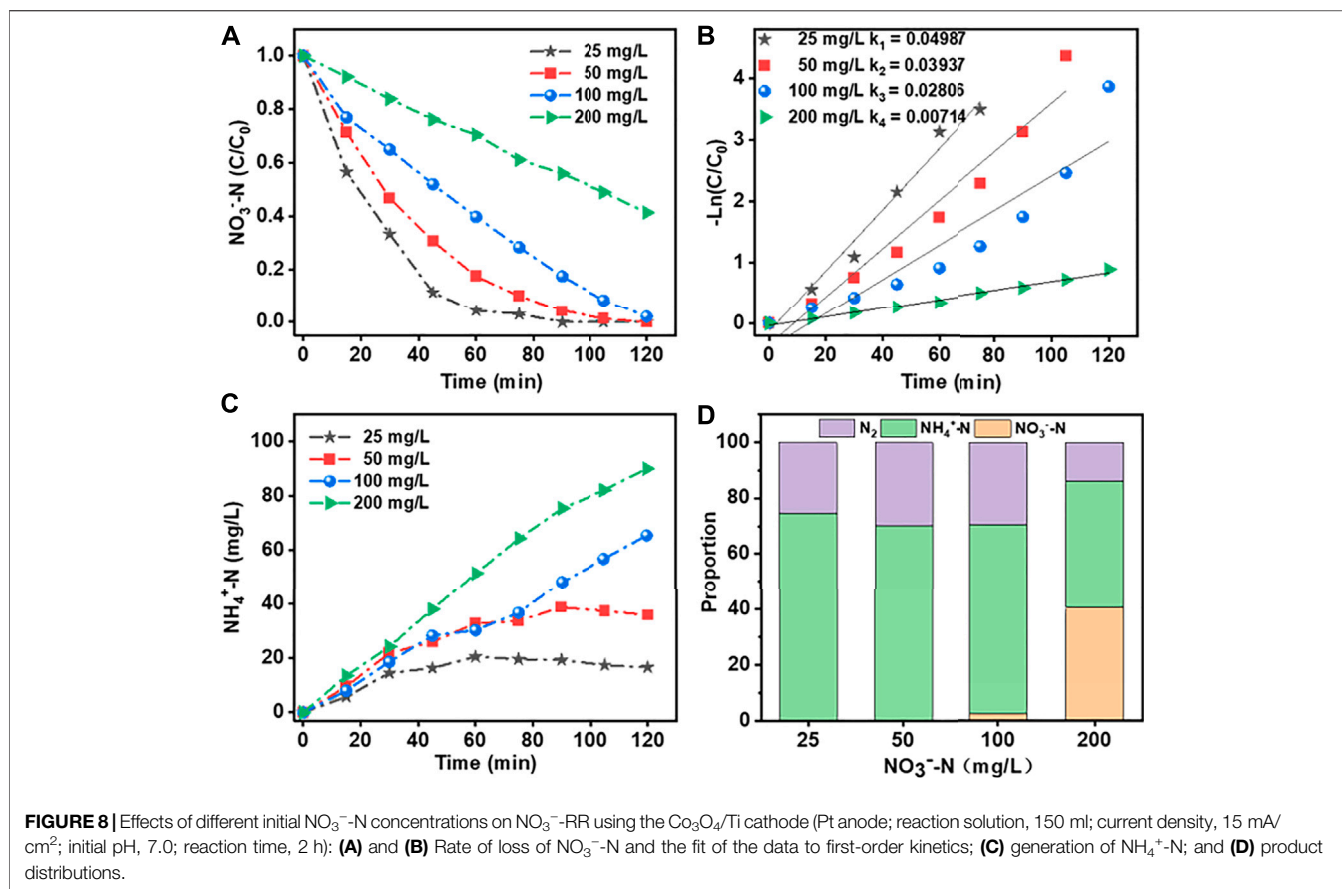 A
NO₃⁻-N (C/C₀)
1.0
0.8
0.6
0.4
0.2
0.0
25 mg/L
50 mg/L
100 mg/L
200 mg/L
0 20 40 60 80 100 120
Time (min)
B
-Ln(C/C₀)
4
3
2
1
0
25 mg/L k₁ = 0.04987
50 mg/L k₂ = 0.03937
100 mg/L k₃ = 0.02806
200 mg/L k₄ = 0.00714
0 20 40 60 80 100 120
Time (min)
C
NH₄⁺-N (mg/L)
100
80
60
40
20
0
25 mg/L
50 mg/L
100 mg/L
200 mg/L
0 20 40 60 80 100 120
Time (min)
D
N₂ NH₄⁺-N NO₃⁻-N
Proportion
100
80
60
40
20
0
25 50 100 200
NO₃⁻-N (mg/L)
FIGURE 8 | Effects of different initial NO₃⁻-N concentrations on NO₃⁻-RR using the Co₃O₄/Ti cathode (Pt anode; reaction solution, 150 ml; current density, 15 mA/
cm²; initial pH, 7.0; reaction time, 2 h): (A) and (B) Rate of loss of NO₃⁻-N and the fit of the data to first-order kinetics; (C) generation of NH₄⁺-N; and (D) product
distributions.